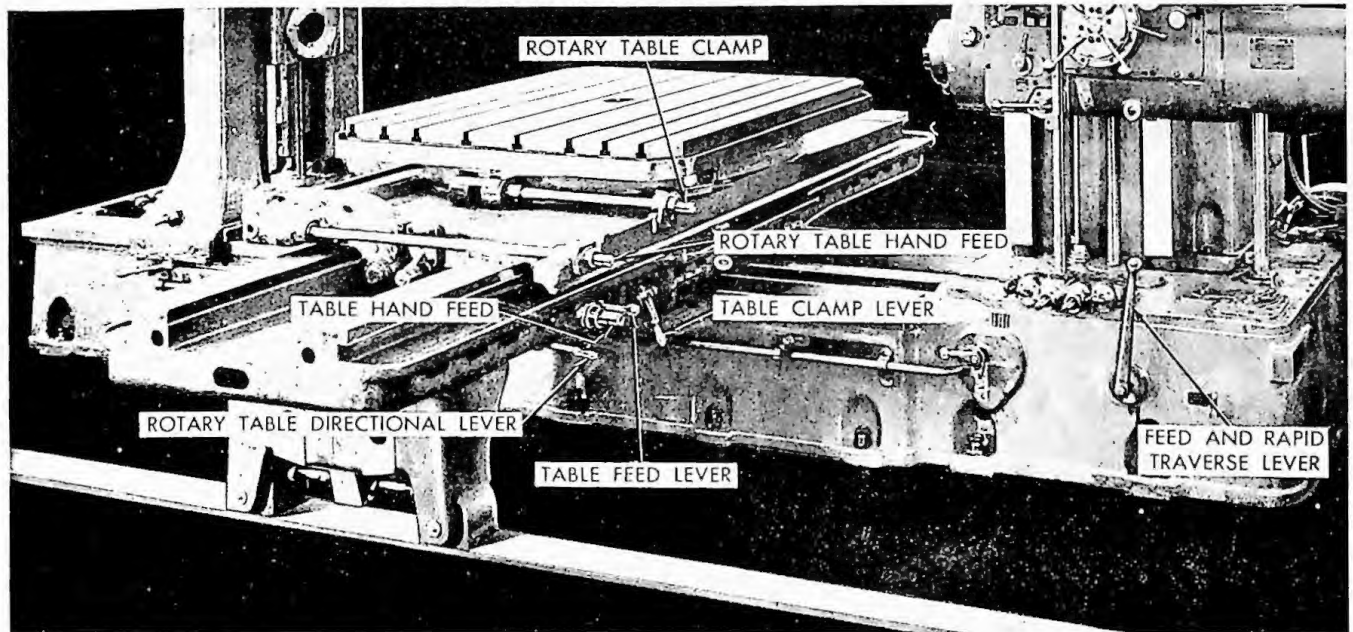 ROTARY TABLE CLAMP
ROTARY TABLE HAND FEED
TABLE HAND FEED
TABLE CLAMP LEVER
ROTARY TABLE DIRECTIONAL LEVER
TABLE FEED LEVER
FEED AND RAPID
TRAVERSE LEVER